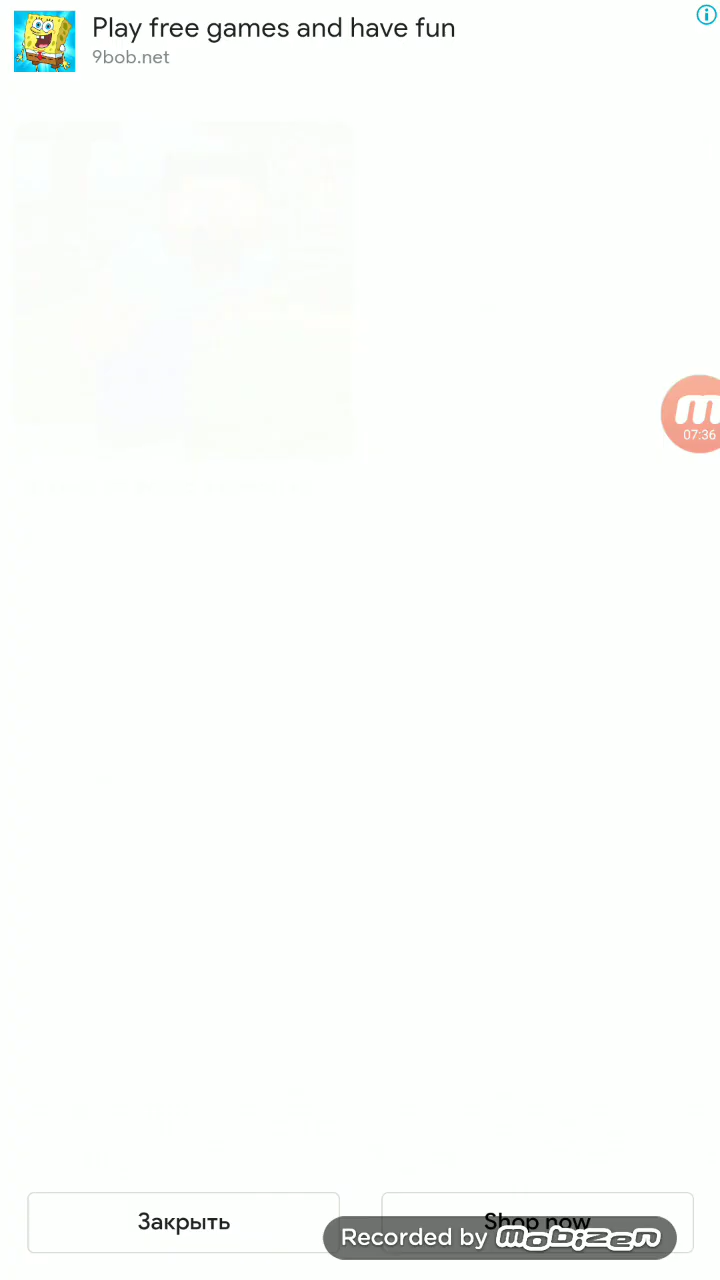 Play free games and have fun
9bob.net
07:36
Закрыть
Shop now
Recorded by mobizen